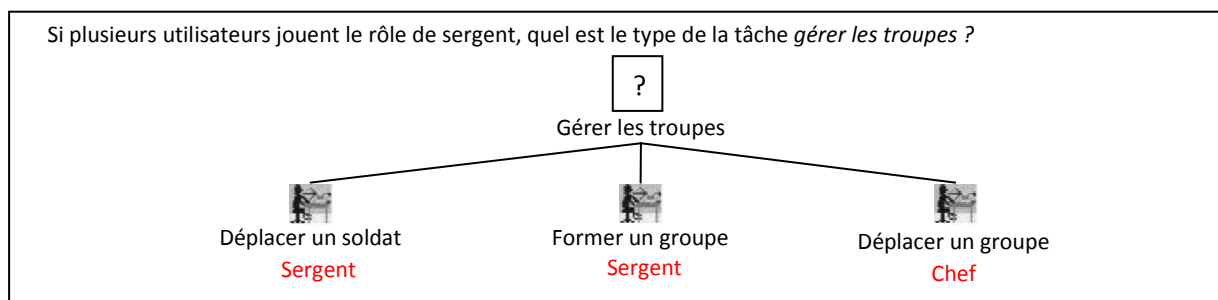 Si plusieurs utilisateurs jouent le rôle de sergent, quel est le type de la tâche gérer les troupes ?
?
Gérer les troupes
Déplacer un soldat
Former un groupe
Déplacer un groupe
Sergent
Sergent
Chef